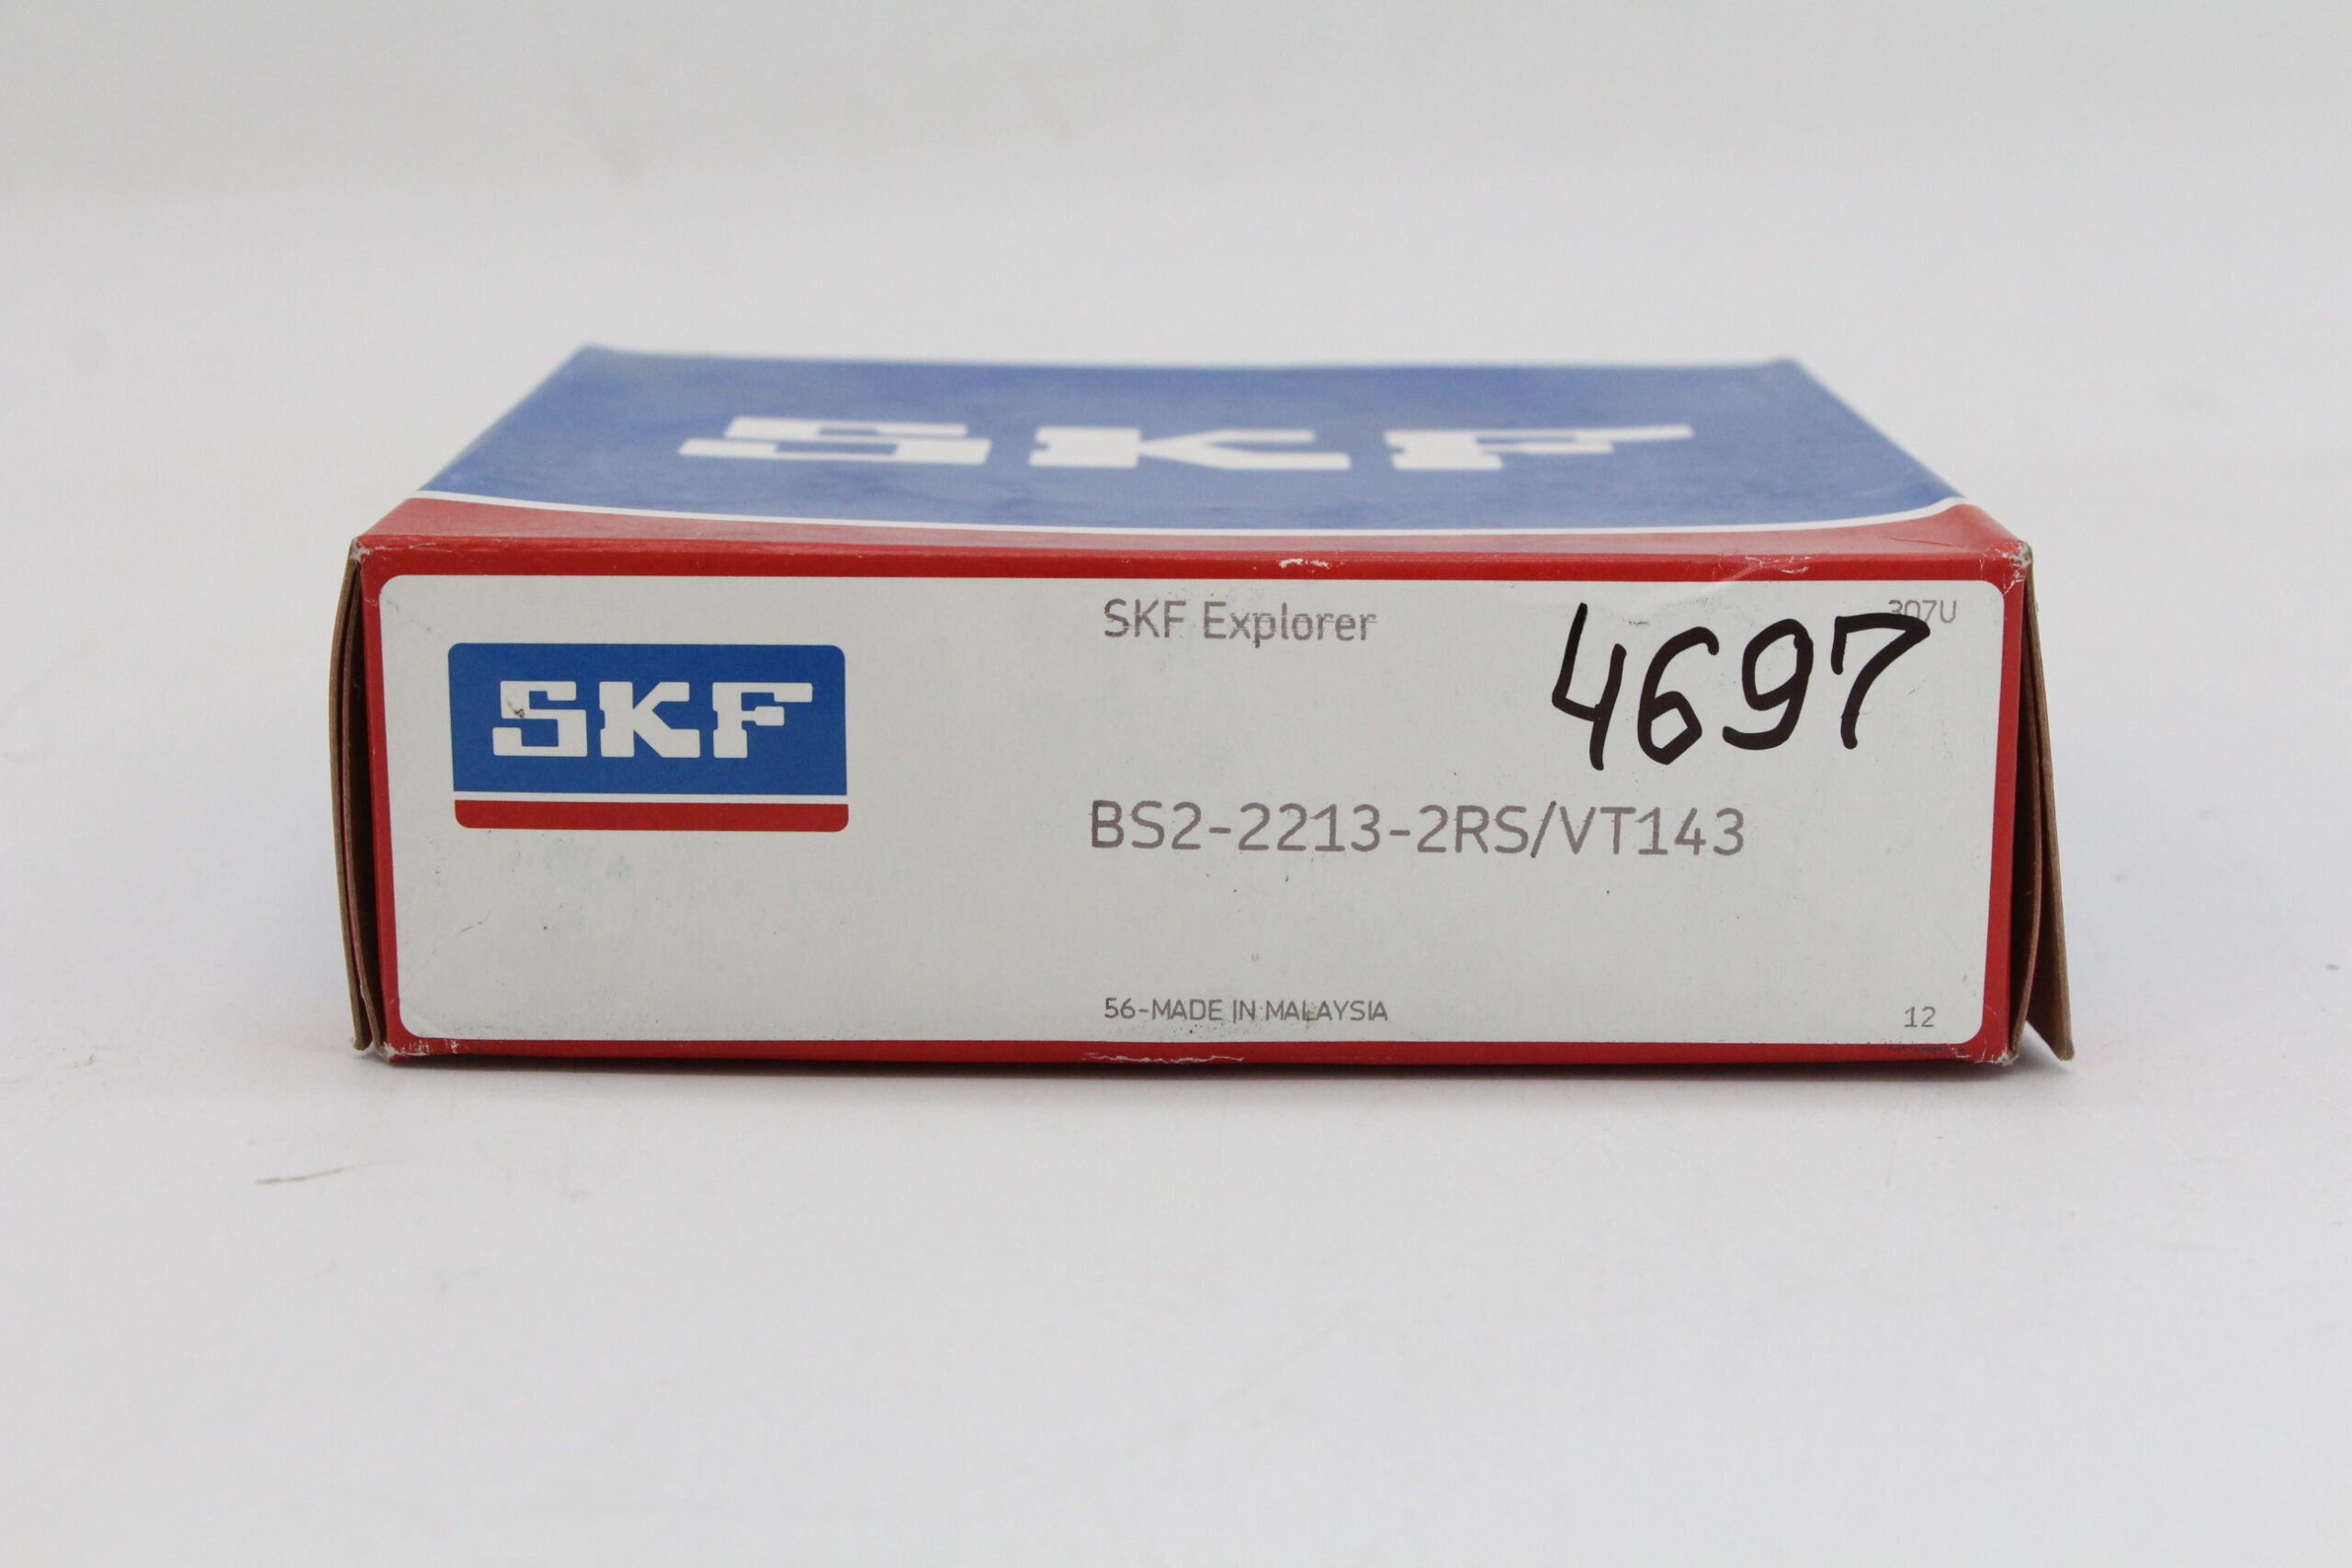 SKF
SKF Explorer
307U
SKF
4697
BS2-2213-2RS/VT143
56-MADE IN MALAYSIA
12